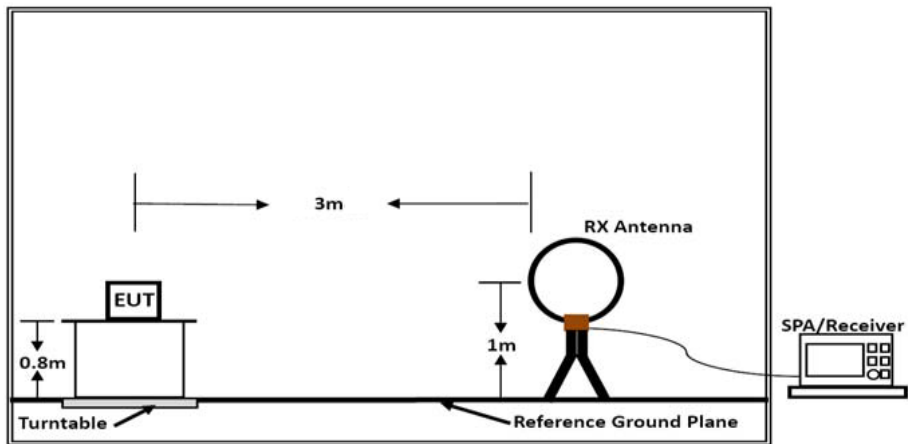 3m
RX Antenna
EUT
SPA/Receiver
0.8m
1m
Turntable
Reference Ground Plane